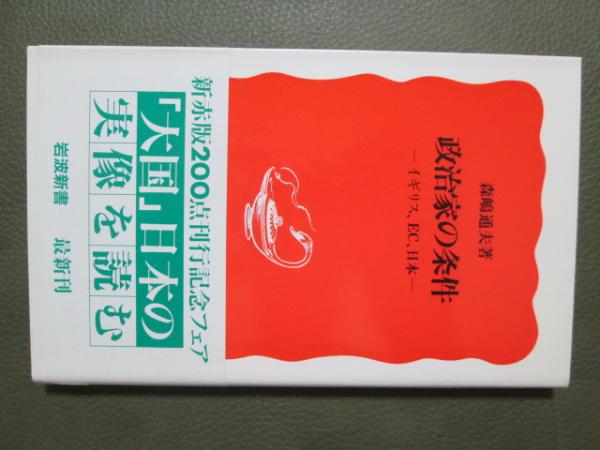 森嶋通夫著
政治家の条件
―イギリス、EC、日本―
新赤版200点刊行記念フェア
「大国」日本の
実像を読む
岩波新書 最新刊